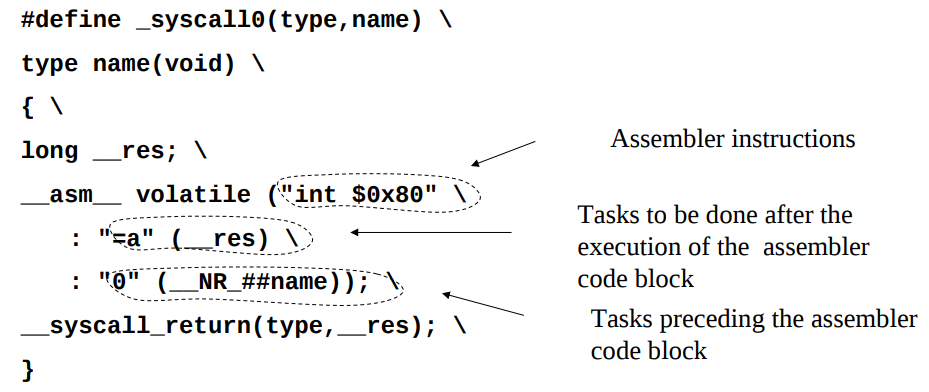 #define _syscall0(type,name) \
type name(void) \
{ \
long __res; \
__asm__ volatile ("int $0x80" \
: "=a" (__res) \
: "0" (__NR_##name)); \
__syscall_return(type,__res); \
}
Assembler instructions
Tasks to be done after the
execution of the assembler
code block
Tasks preceding the assembler
code block